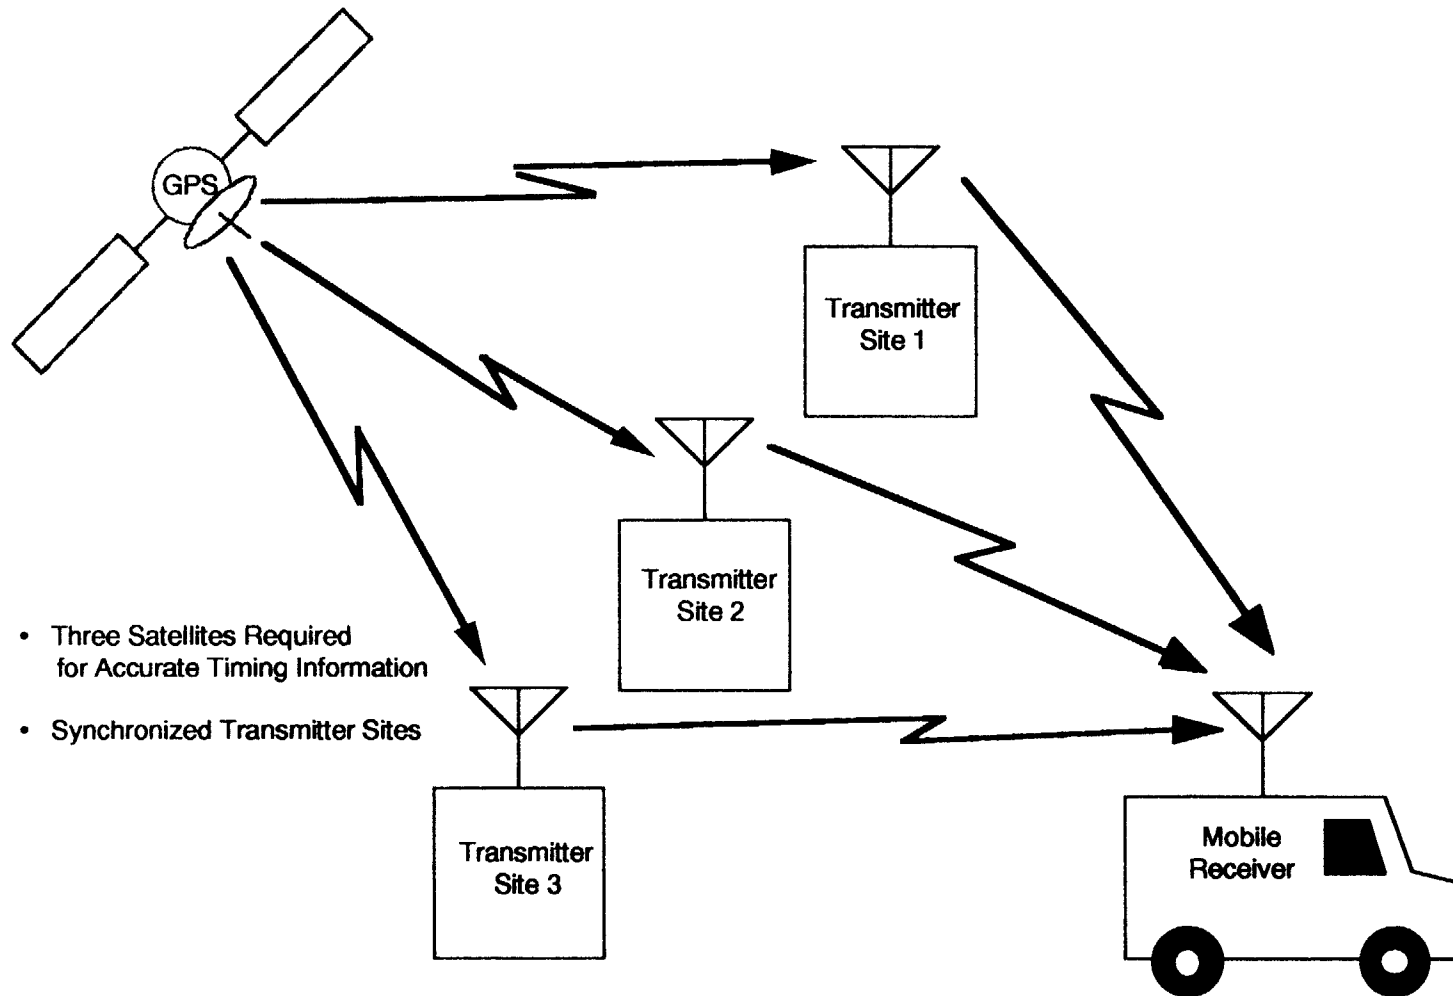 GPS
Transmitter
Site 1
Transmitter
Site 2
• Three Satellites Required
for Accurate Timing Information
• Synchronized Transmitter Sites
Transmitter
Site 3
Mobile
Receiver